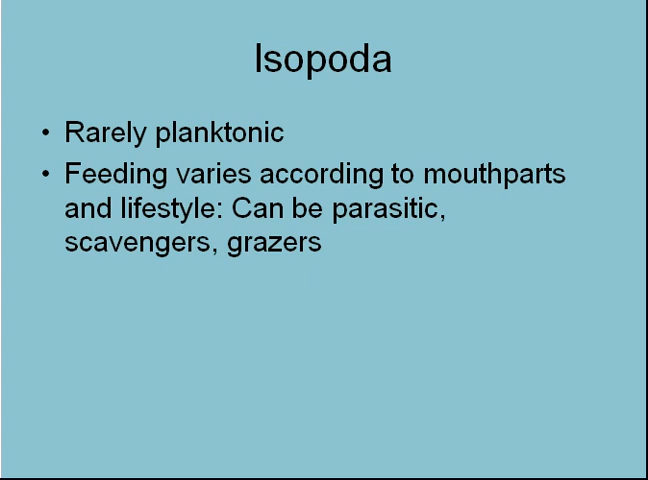 Isopoda
• Rarely planktonic
• Feeding varies according to mouthparts
and lifestyle: Can be parasitic,
scavengers, grazers